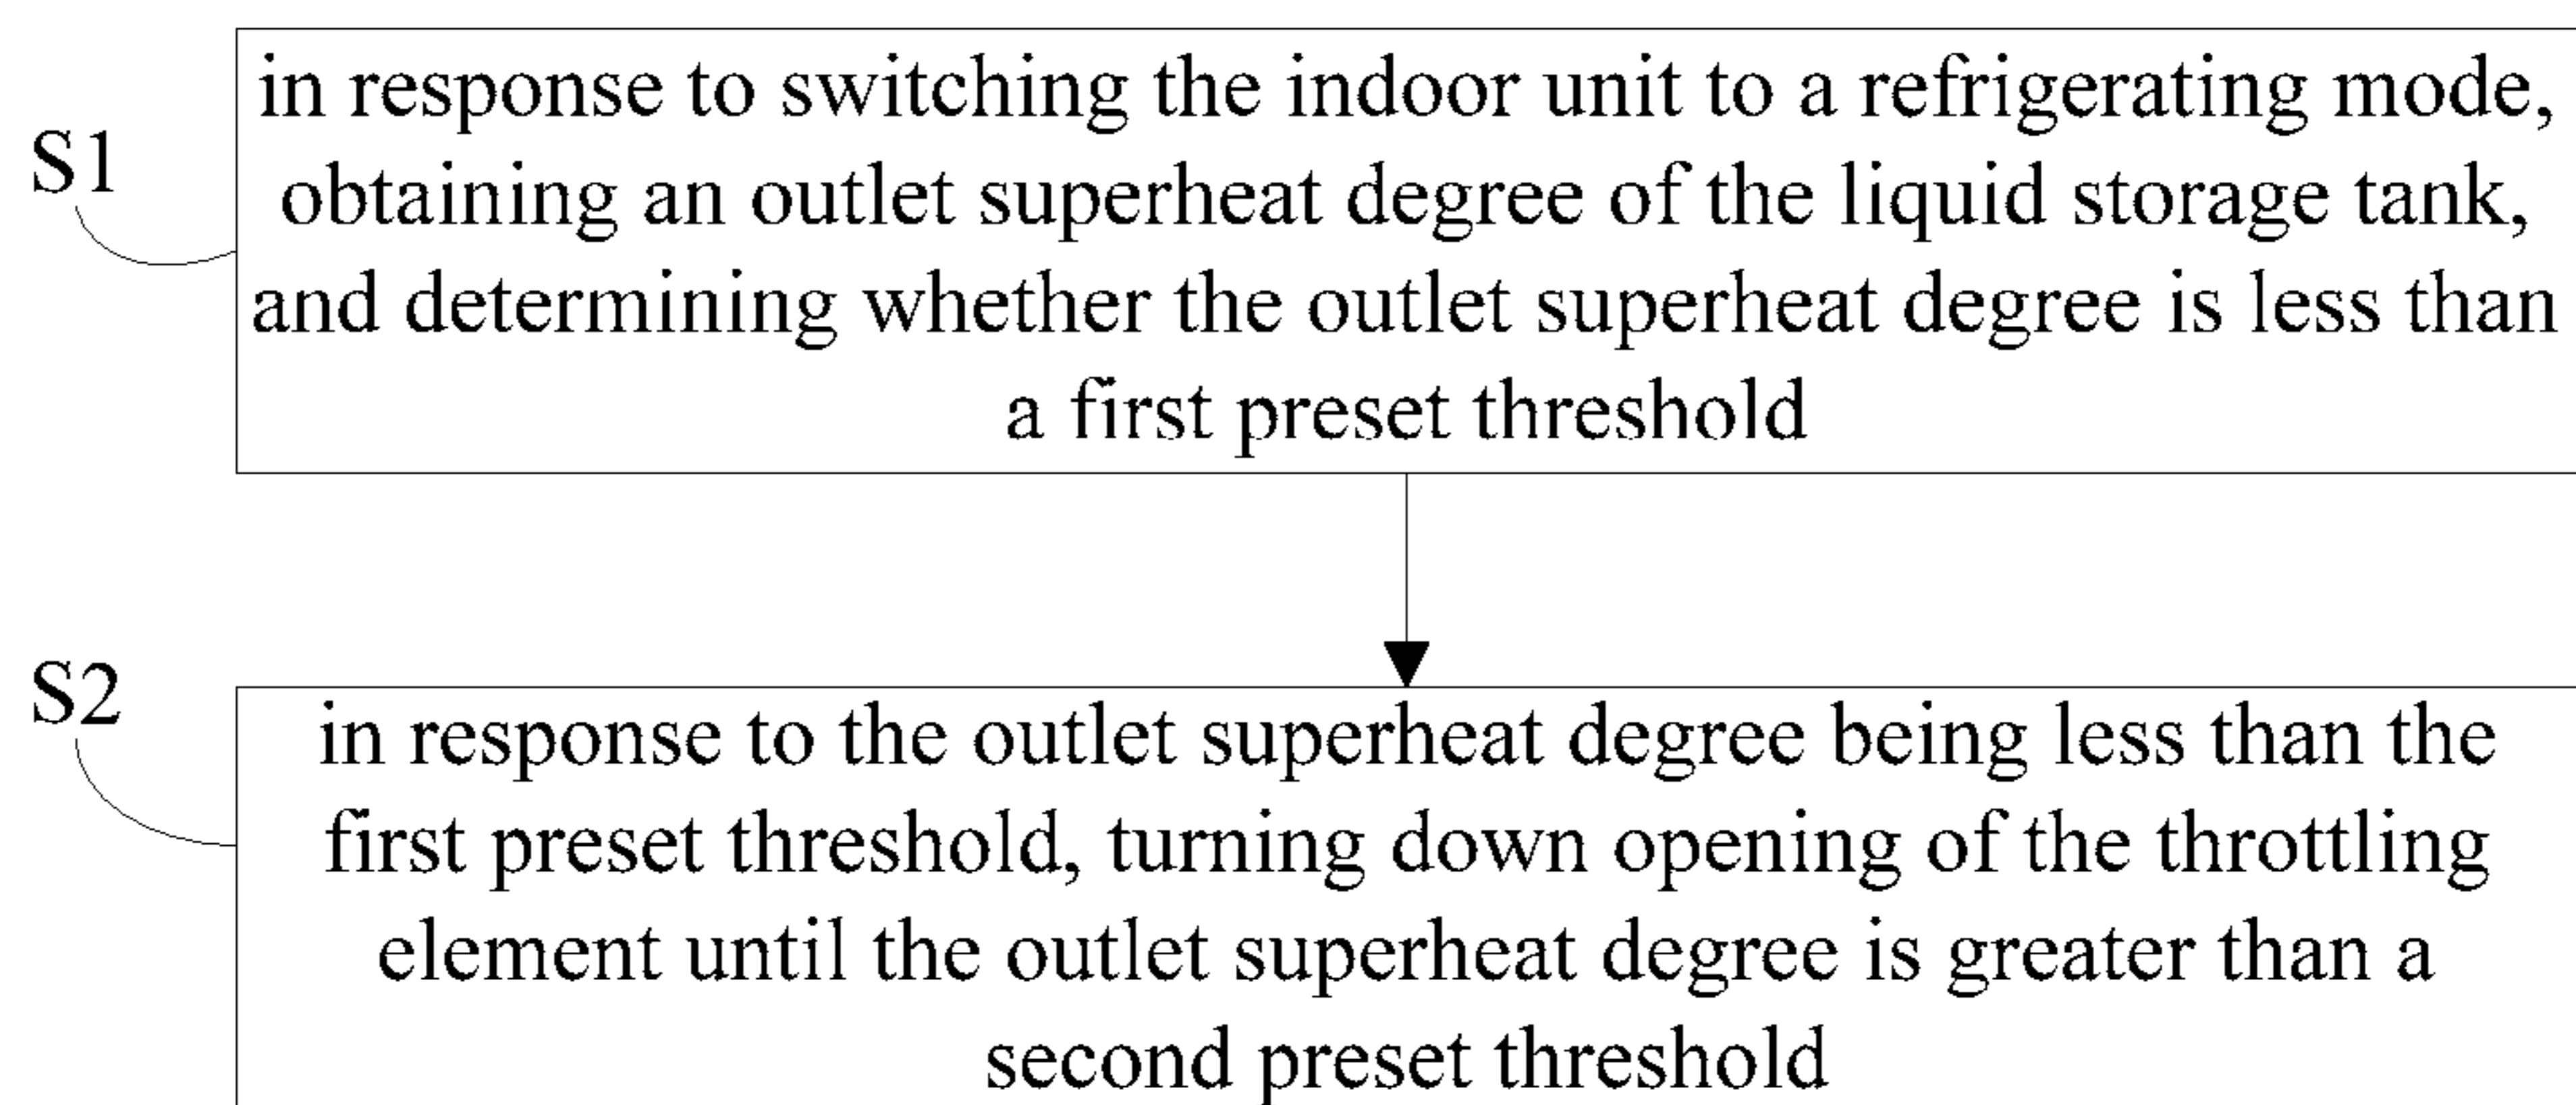 in response to switching the indoor unit to a refrigerating mode,
S1
obtaining an outlet superheat degree of the liquid storage tank,
and determining whether the outlet superheat degree is less than
a first preset threshold
S2
in response to the outlet superheat degree being less than the
first preset threshold, turning down opening of the throttling
element until the outlet superheat degree is greater than a
second preset threshold